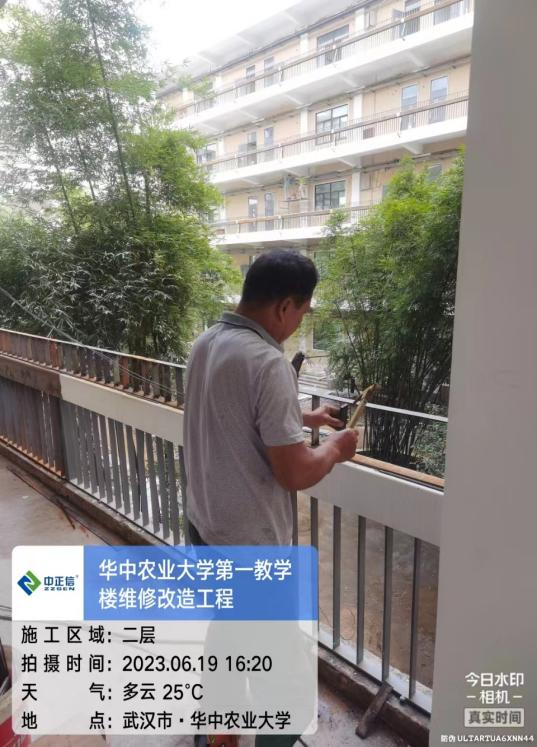 中正信
ZZSEN
华中农业大学第一教学
楼维修改造工程
施工区域：二层
拍摄时间：2023.06.19 16:20
天 气：多云 25℃
地 点：武汉市·华中农业大学
今日水印
-相机-
真实时间
防伪 ULTARTUA6XNN44